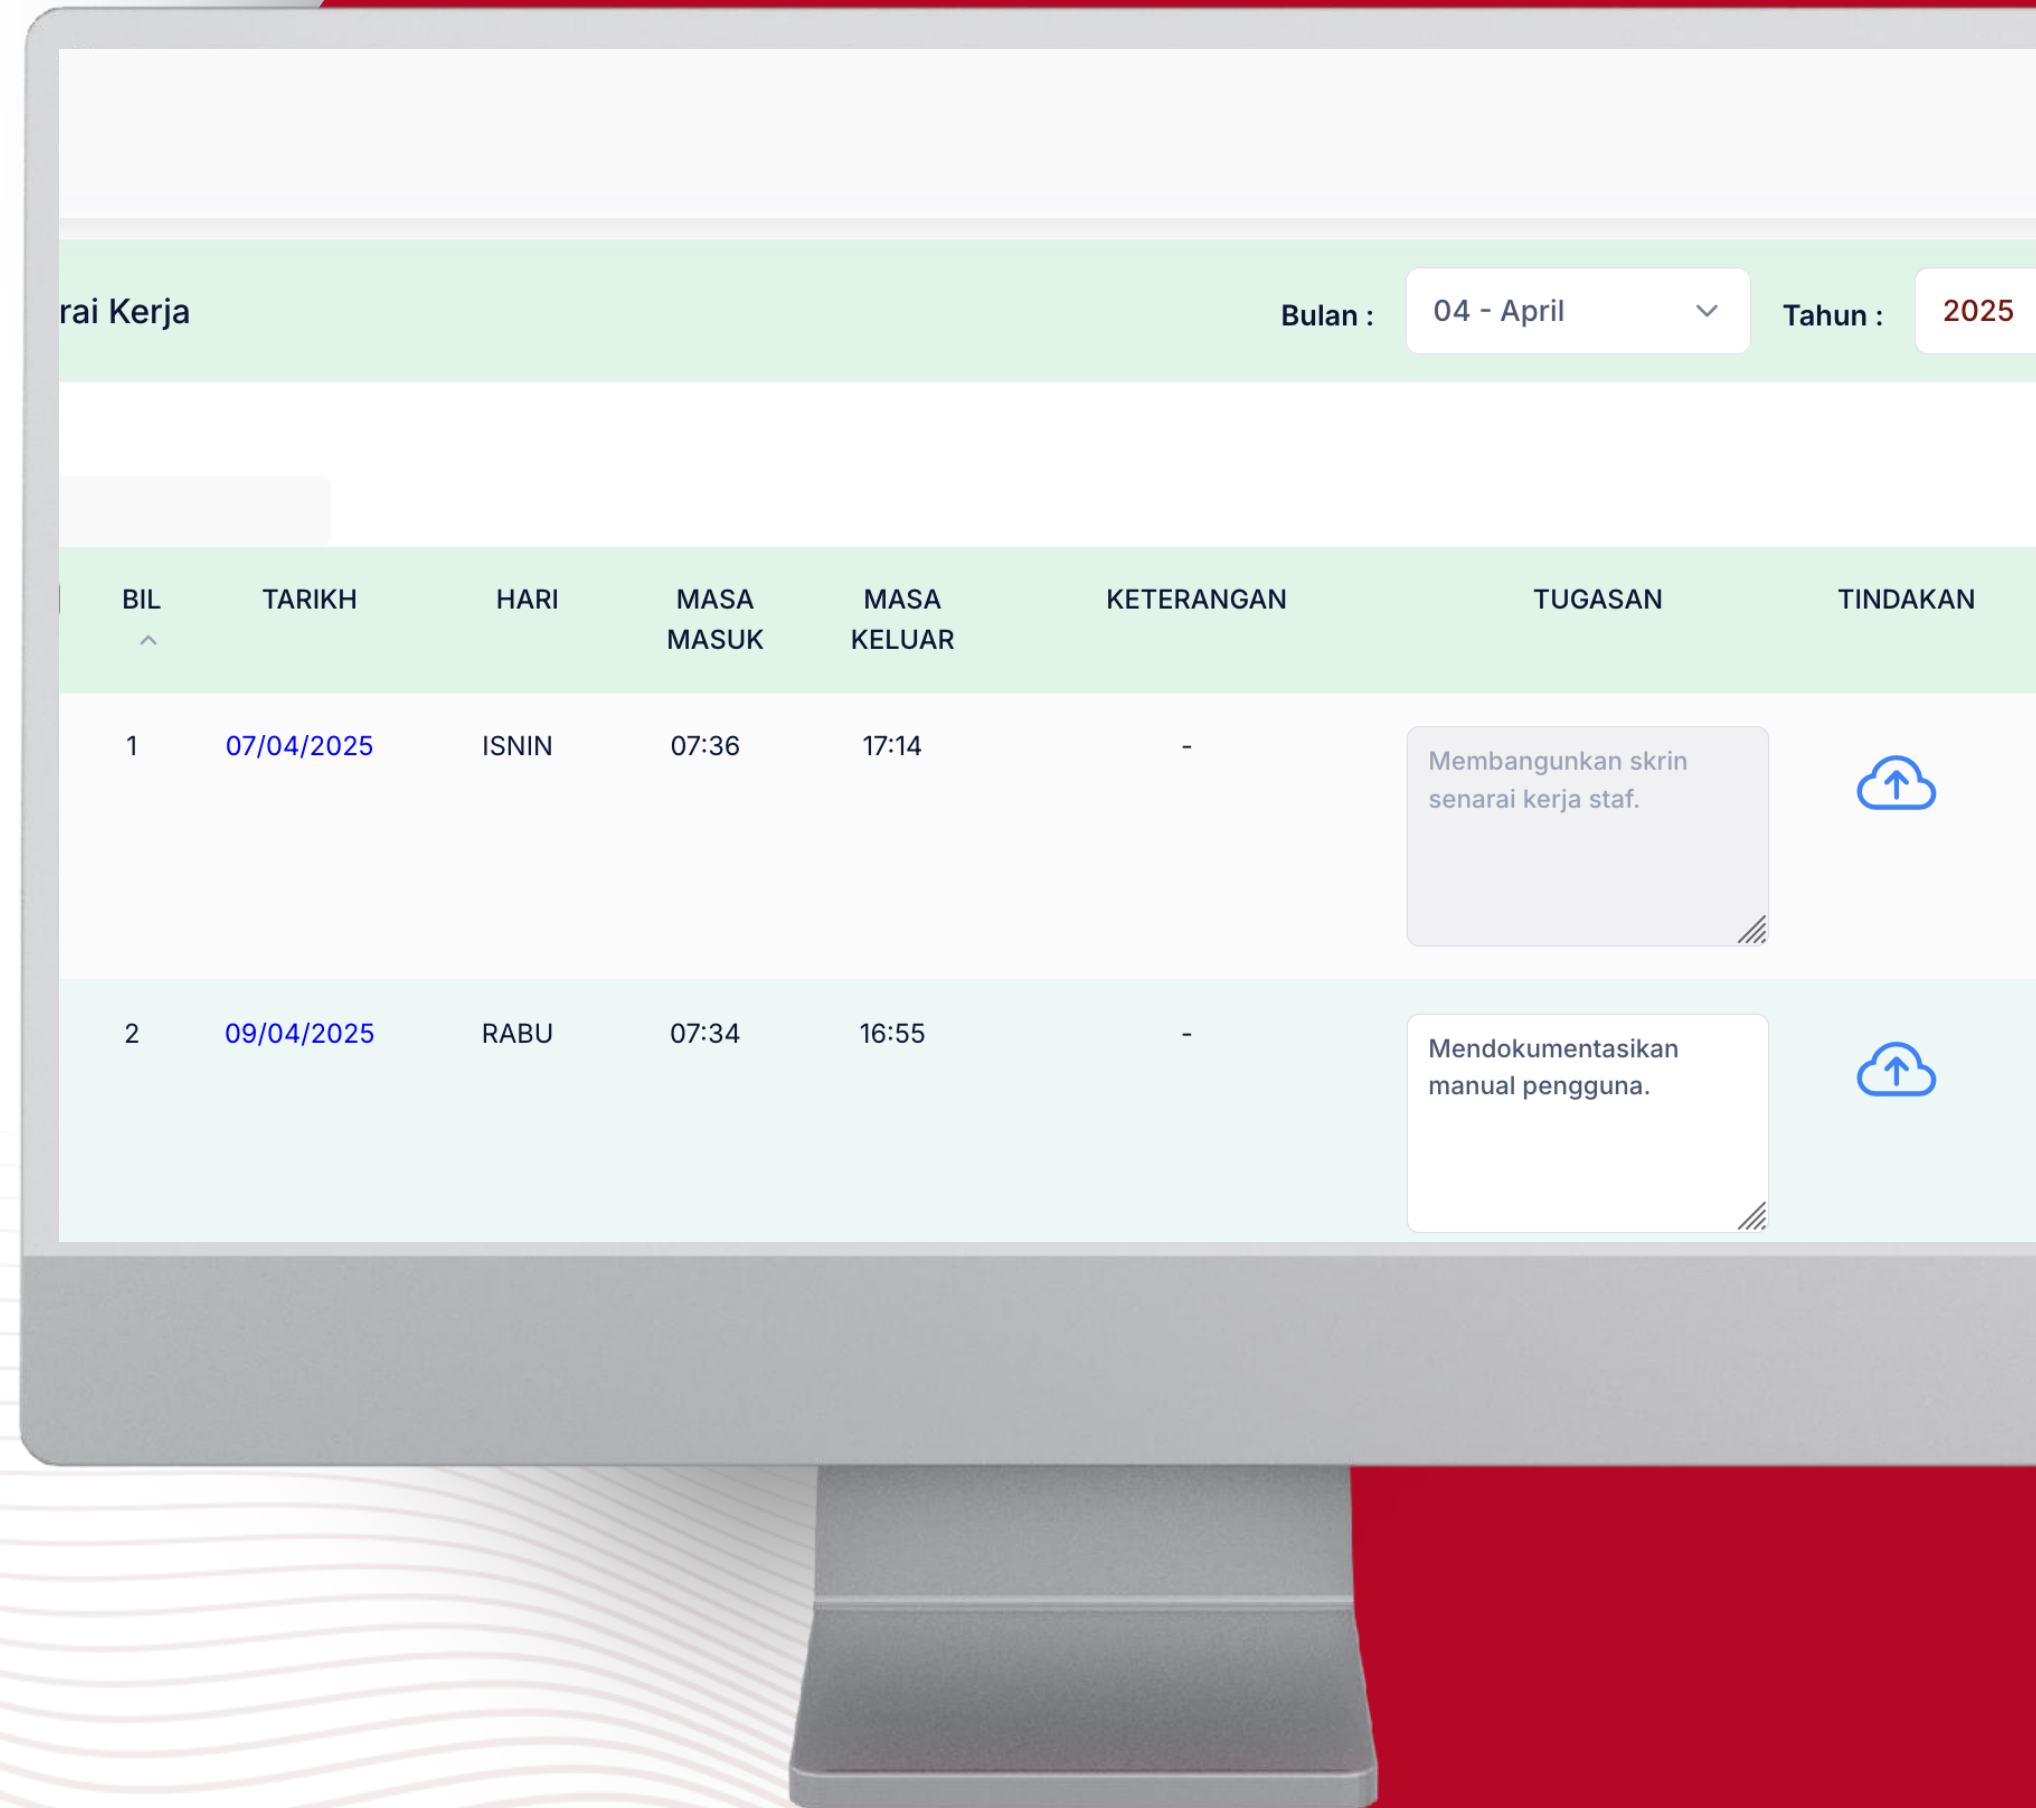 rai Kerja
Bulan :
04 - April
Tahun :
2025
BIL
TARIKH
HARI
MASA
MASUK
MASA
KELUAR
KETERANGAN
TUGASAN
TINDAKAN
1
07/04/2025
ISNIN
07:36
17:14
-
Membangunkan skrin
senarai kerja staf.
2
09/04/2025
RABU
07:34
16:55
-
Mendokumentasikan
manual pengguna.